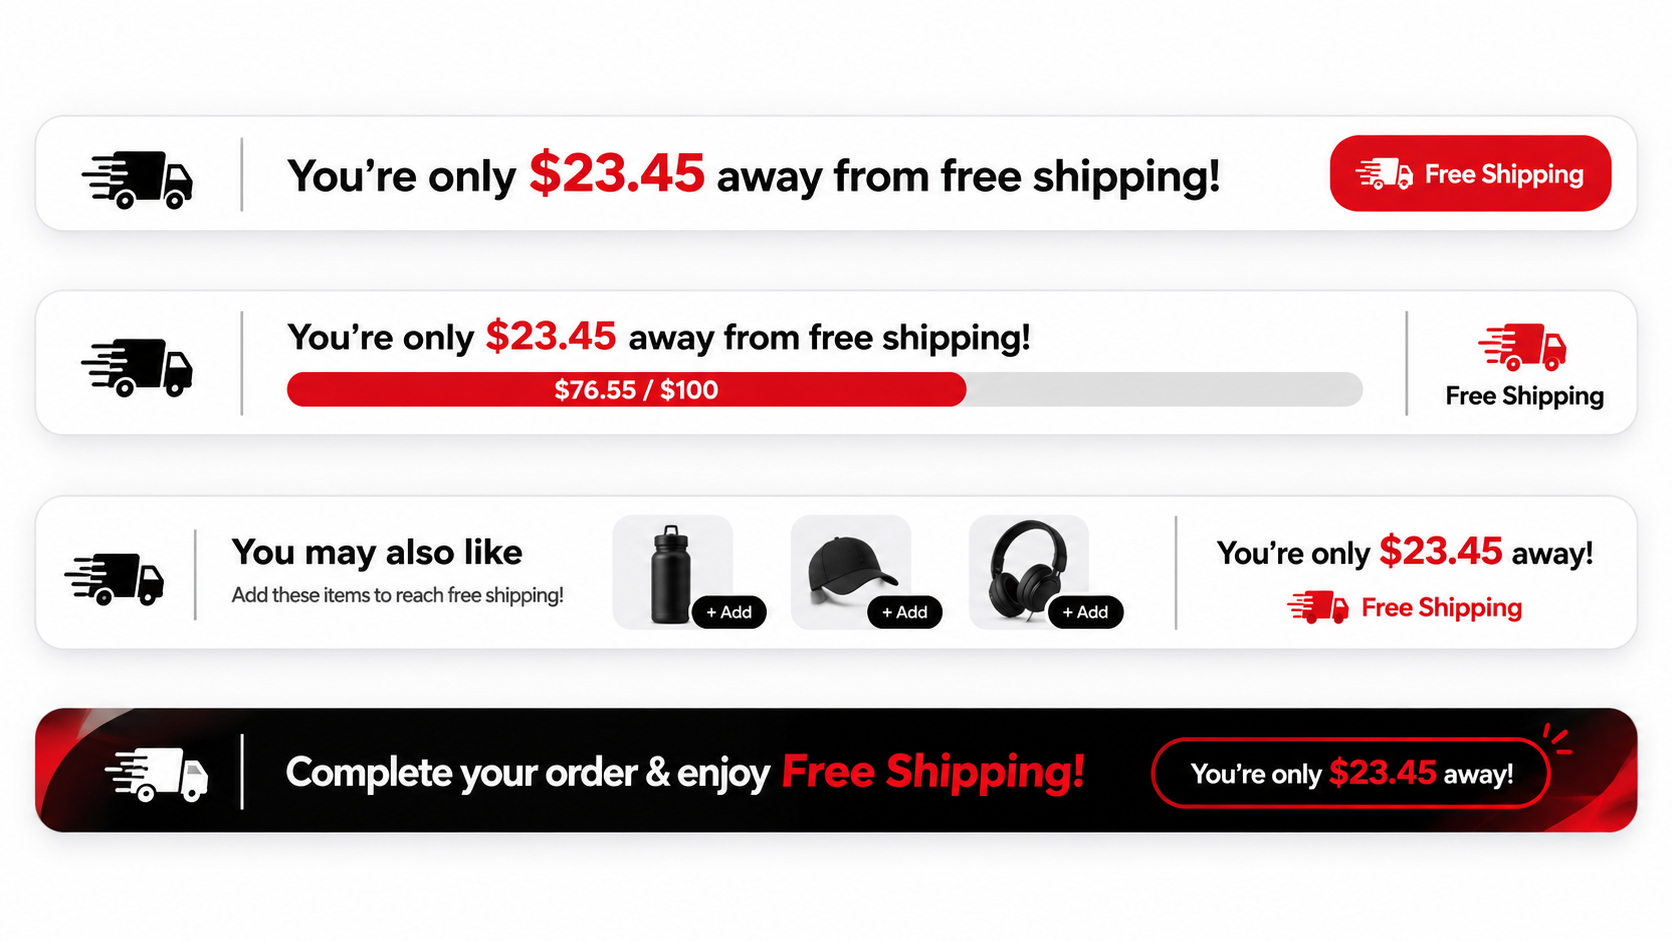 You’re only $23.45 away from free shipping!
Free Shipping
You’re only $23.45 away from free shipping!
$76.55 / $100
Free Shipping
You may also like
Add these items to reach free shipping!
+ Add
+ Add
+ Add
You’re only $23.45 away!
Free Shipping
Complete your order & enjoy Free Shipping!
You’re only $23.45 away!